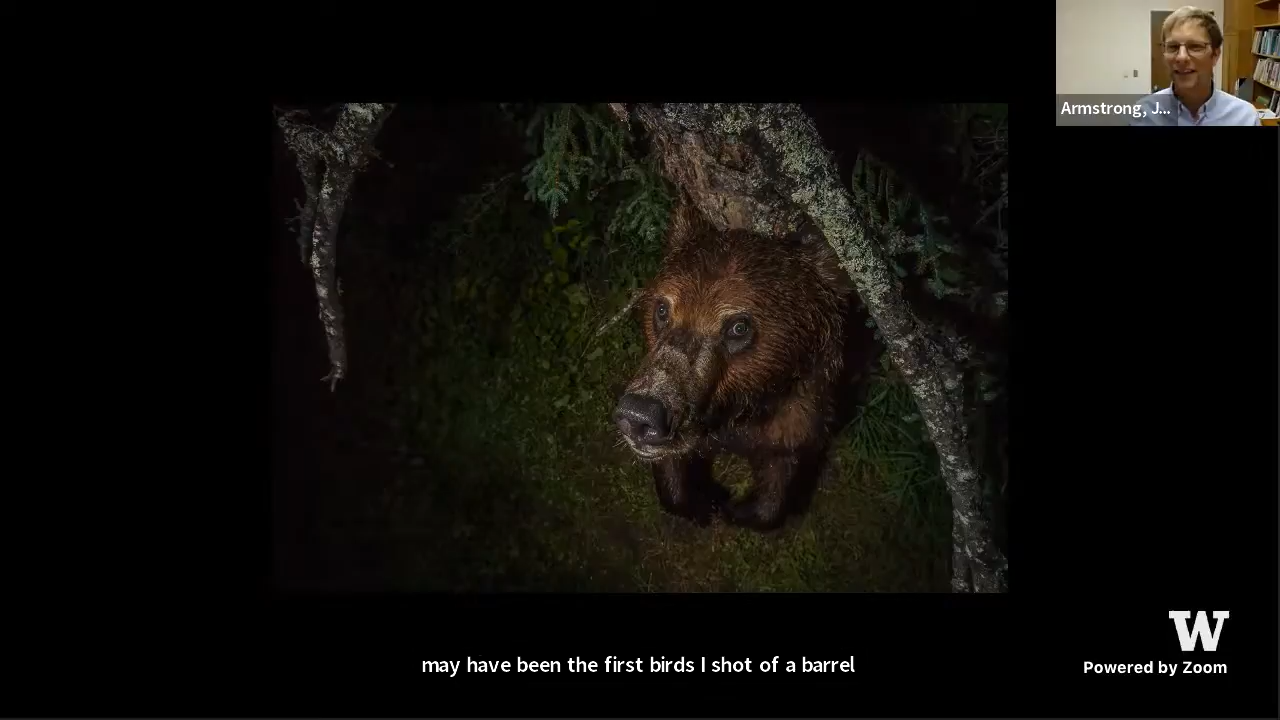 Armstrong, J...
may have been the first birds I shot of a barrel
W
Powered by Zoom